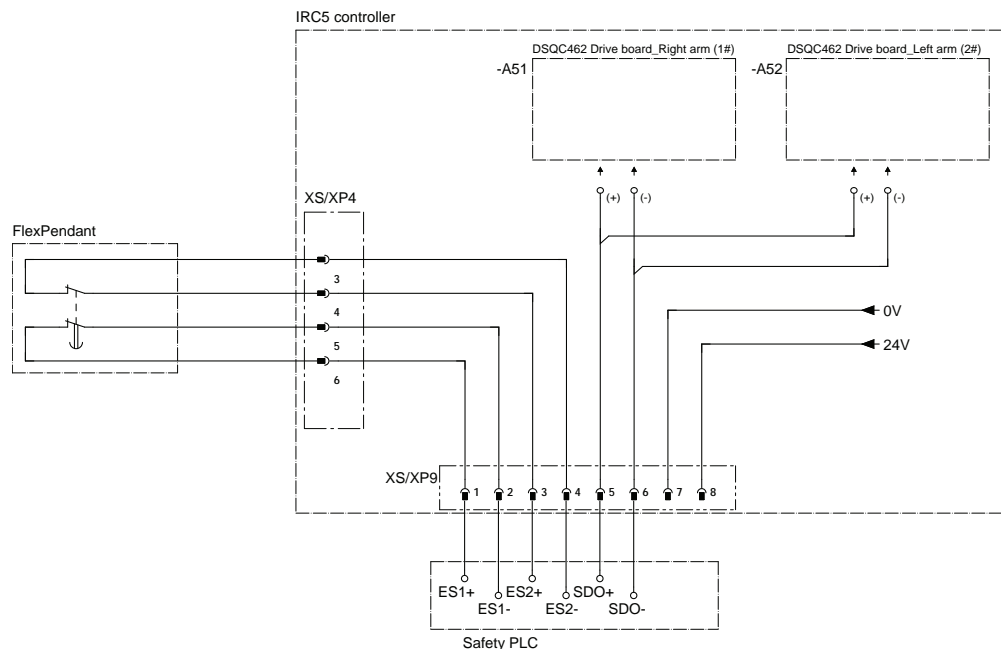 IRC5 controller
DSQC462 Drive board_Right arm (1#)
DSQC462 Drive board_Left arm (2#)
-A51
-A52
(+)
(-)
(+)
(-)
XS/XP4
FlexPendant
3
4
5
6
0V
24V
XS/XP9
1 2 3 4 5 6 7 8
ES1+ ES2+ SDO+
ES1- ES2- SDO-
Safety PLC